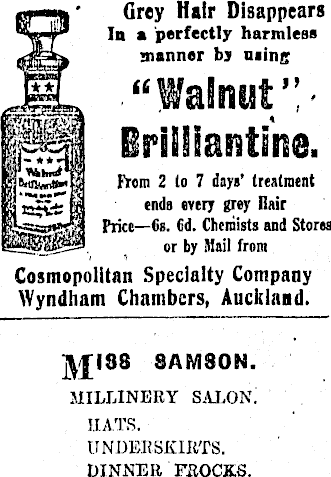 Grey Hair Disappears
In a perfectly harmless
manner by using
"Walnut"
Brilliantine.
From 2 to 7 days' treatment
ends every grey Hair
Price—6s. 6d. Chemists and Stores
or by Mail from
Cosmopolitan Specialty Company
Wyndham Chambers, Auckland.
Walnut
Brilliantine
MISS SAMSON.
MILLINERY SALON.
HATS.
UNDERSKIRTS.
DINNER FROCKS.